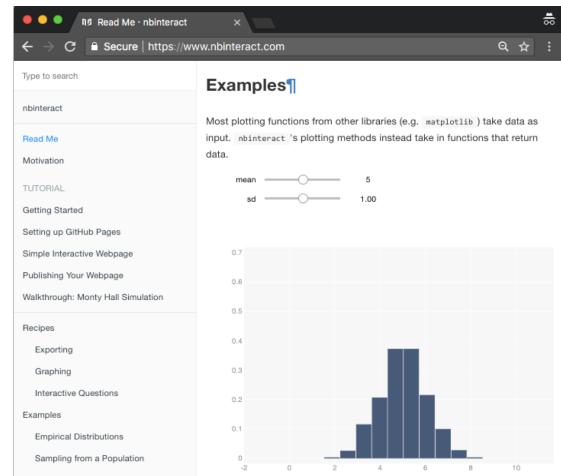 Read Me · nbinteract
Secure | https://www.nbinteract.com
Type to search
nbinteract
Read Me
Motivation
TUTORIAL
Getting Started
Setting up GitHub Pages
Simple Interactive Webpage
Publishing Your Webpage
Walkthrough: Monty Hall Simulation
Recipes
Exporting
Graphing
Interactive Questions
Examples
Empirical Distributions
Sampling from a Population
Examples¶
Most plotting functions from other libraries (e.g. matplotlib ) take data as
input. nbinteract 's plotting methods instead take in functions that return
data.
mean 5
sd 1.00
0.7
0.6
0.5
0.4
0.3
0.2
0.1
0
-2 0 2 4 6 8 10